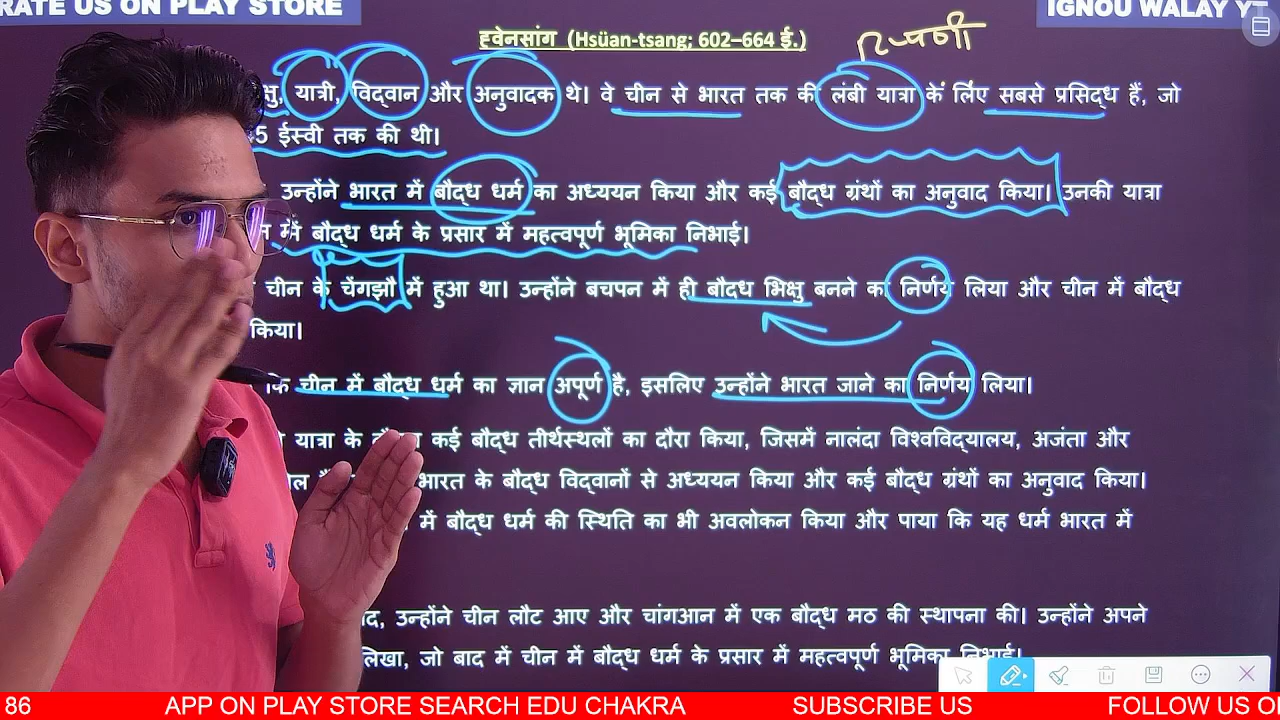 RATE US ON PLAY STORE
IGNOU WALAY YT
ह्वेनसांग (Hsüan-tsang; 602–664 ई.)
टिप्पणी
यात्री, विद्वान और अनुवादक थे। वे चीन से भारत तक की लंबी यात्रा के लिए सबसे प्रसिद्ध हैं, जो
5 ईस्वी तक की थी।
उन्होंने भारत में बौद्ध धर्म का अध्ययन किया और कई बौद्ध ग्रंथों का अनुवाद किया। उनकी यात्रा
में बौद्ध धर्म के प्रसार में महत्वपूर्ण भूमिका निभाई।
चीन के चेंगझौ में हुआ था। उन्होंने बचपन में ही बौद्ध भिक्षु बनने का निर्णय लिया और चीन में बौद्ध
किया।
कि चीन में बौद्ध धर्म का ज्ञान अपूर्ण है, इसलिए उन्होंने भारत जाने का निर्णय लिया।
यात्रा के कई बौद्ध तीर्थस्थलों का दौरा किया, जिसमें नालंदा विश्वविद्यालय, अजंता और
भारत के बौद्ध विद्वानों से अध्ययन किया और कई बौद्ध ग्रंथों का अनुवाद किया।
में बौद्ध धर्म की स्थिति का भी अवलोकन किया और पाया कि यह धर्म भारत में
उन्होंने चीन लौट आए और चांगआन में एक बौद्ध मठ की स्थापना की। उन्होंने अपने
लिखा, जो बाद में चीन में बौद्ध धर्म के प्रसार में महत्वपूर्ण भूमिका निभाई।
86 APP ON PLAY STORE SEARCH EDU CHAKRA SUBSCRIBE US FOLLOW US